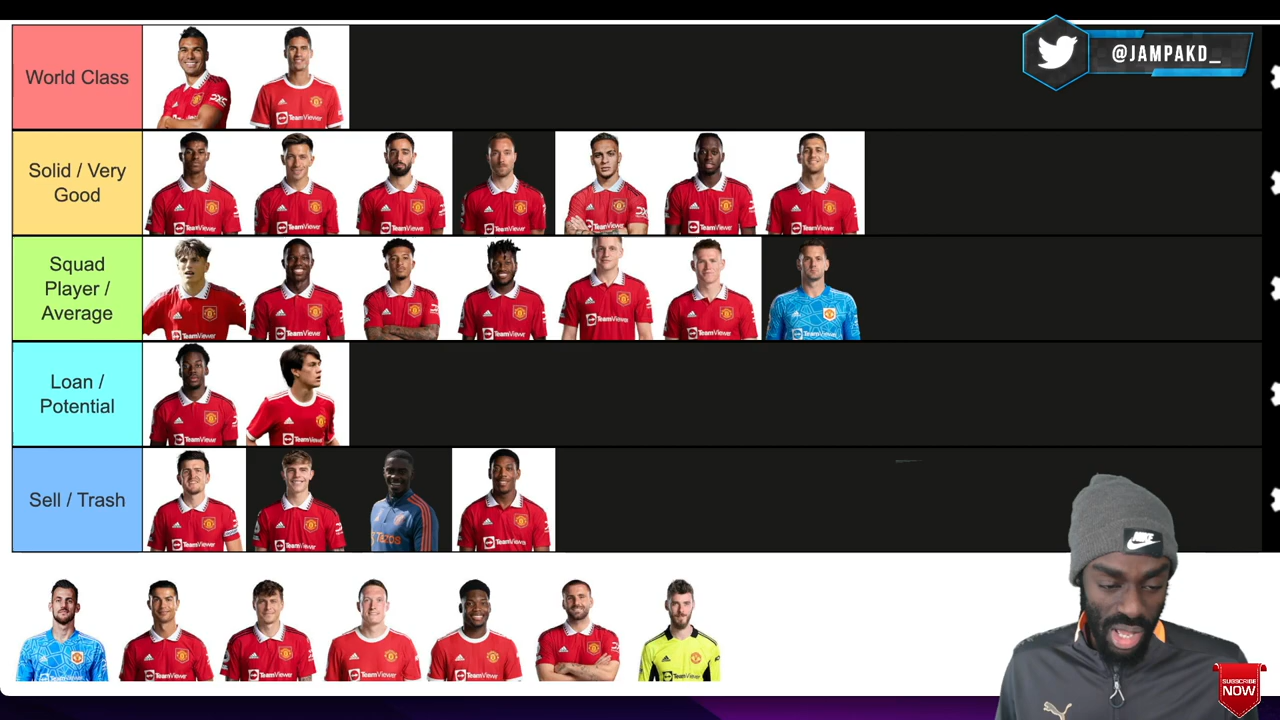 World Class
@JAMPAKD_
Solid / Very
Good
Squad
Player /
Average
Loan /
Potential
Sell / Trash
SUBSCRIBE
NOW